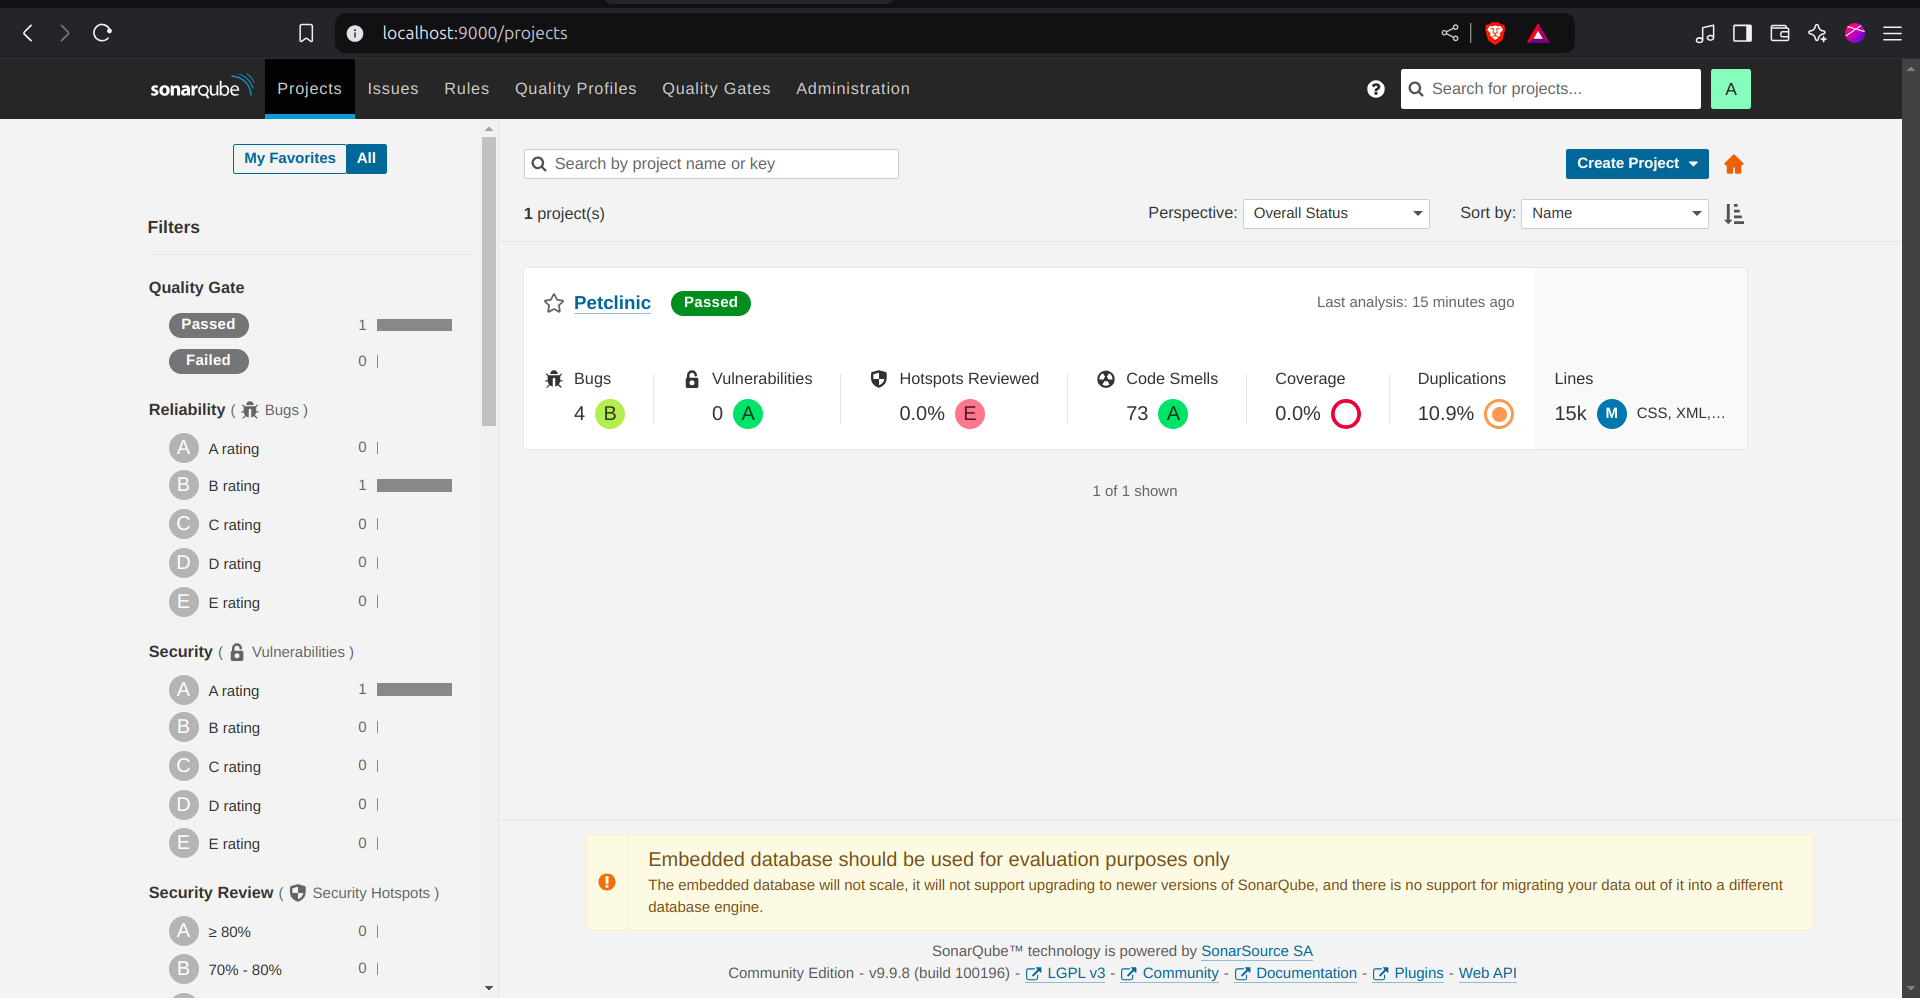 localhost:9000/projects
sonarqube Projects Issues Rules Quality Profiles Quality Gates Administration ? Search for projects... A
My Favorites All
Filters
Quality Gate
Passed 1
Failed 0
Reliability ( Bugs )
A A rating 0
B B rating 1
C C rating 0
D D rating 0
E E rating 0
Security ( Vulnerabilities )
A A rating 1
B B rating 0
C C rating 0
D D rating 0
E E rating 0
Security Review ( Security Hotspots )
A ≥ 80% 0
B 70% - 80% 0
Search by project name or key
Create Project
1 project(s)
Perspective: Overall Status Sort by: Name
Petclinic Passed Last analysis: 15 minutes ago
Bugs Vulnerabilities Hotspots Reviewed Code Smells Coverage Duplications Lines
4 B 0 A 0.0% E 73 A 0.0% 10.9% 15k M CSS, XML,...
1 of 1 shown
Embedded database should be used for evaluation purposes only
The embedded database will not scale, it will not support upgrading to newer versions of SonarQube, and there is no support for migrating your data out of it into a different
database engine.
SonarQube™ technology is powered by SonarSource SA
Community Edition - v9.9.8 (build 100196) - LGPL v3 - Community - Documentation - Plugins - Web API